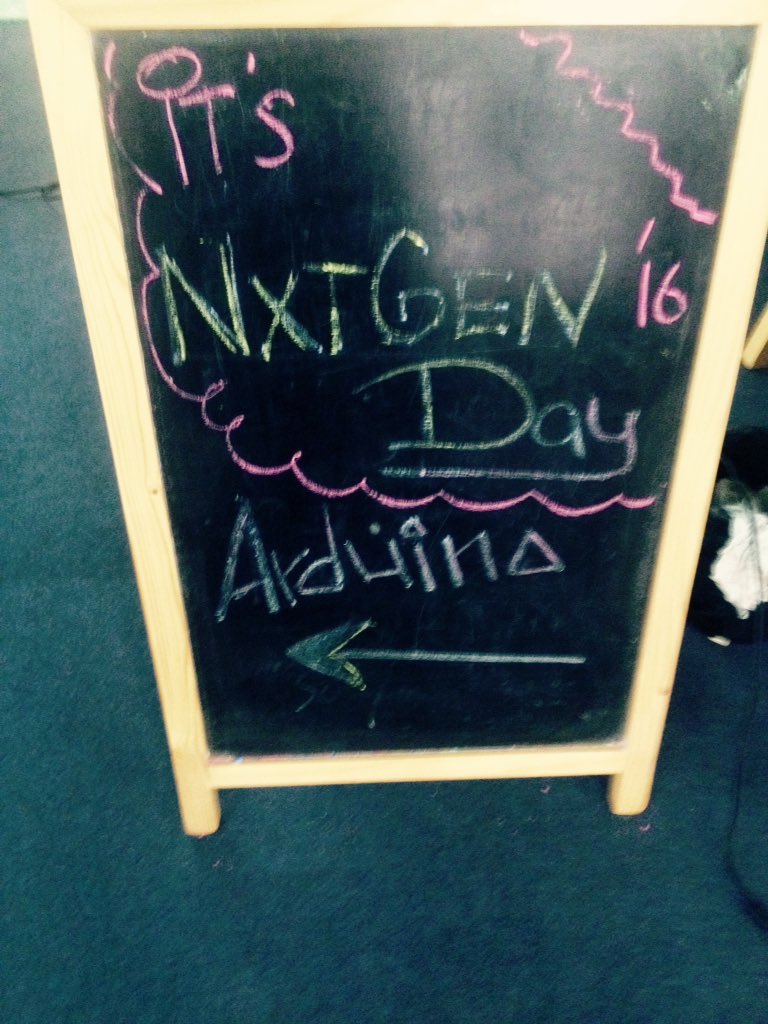 IT'S
NXTGEN '16
Day
Arduino